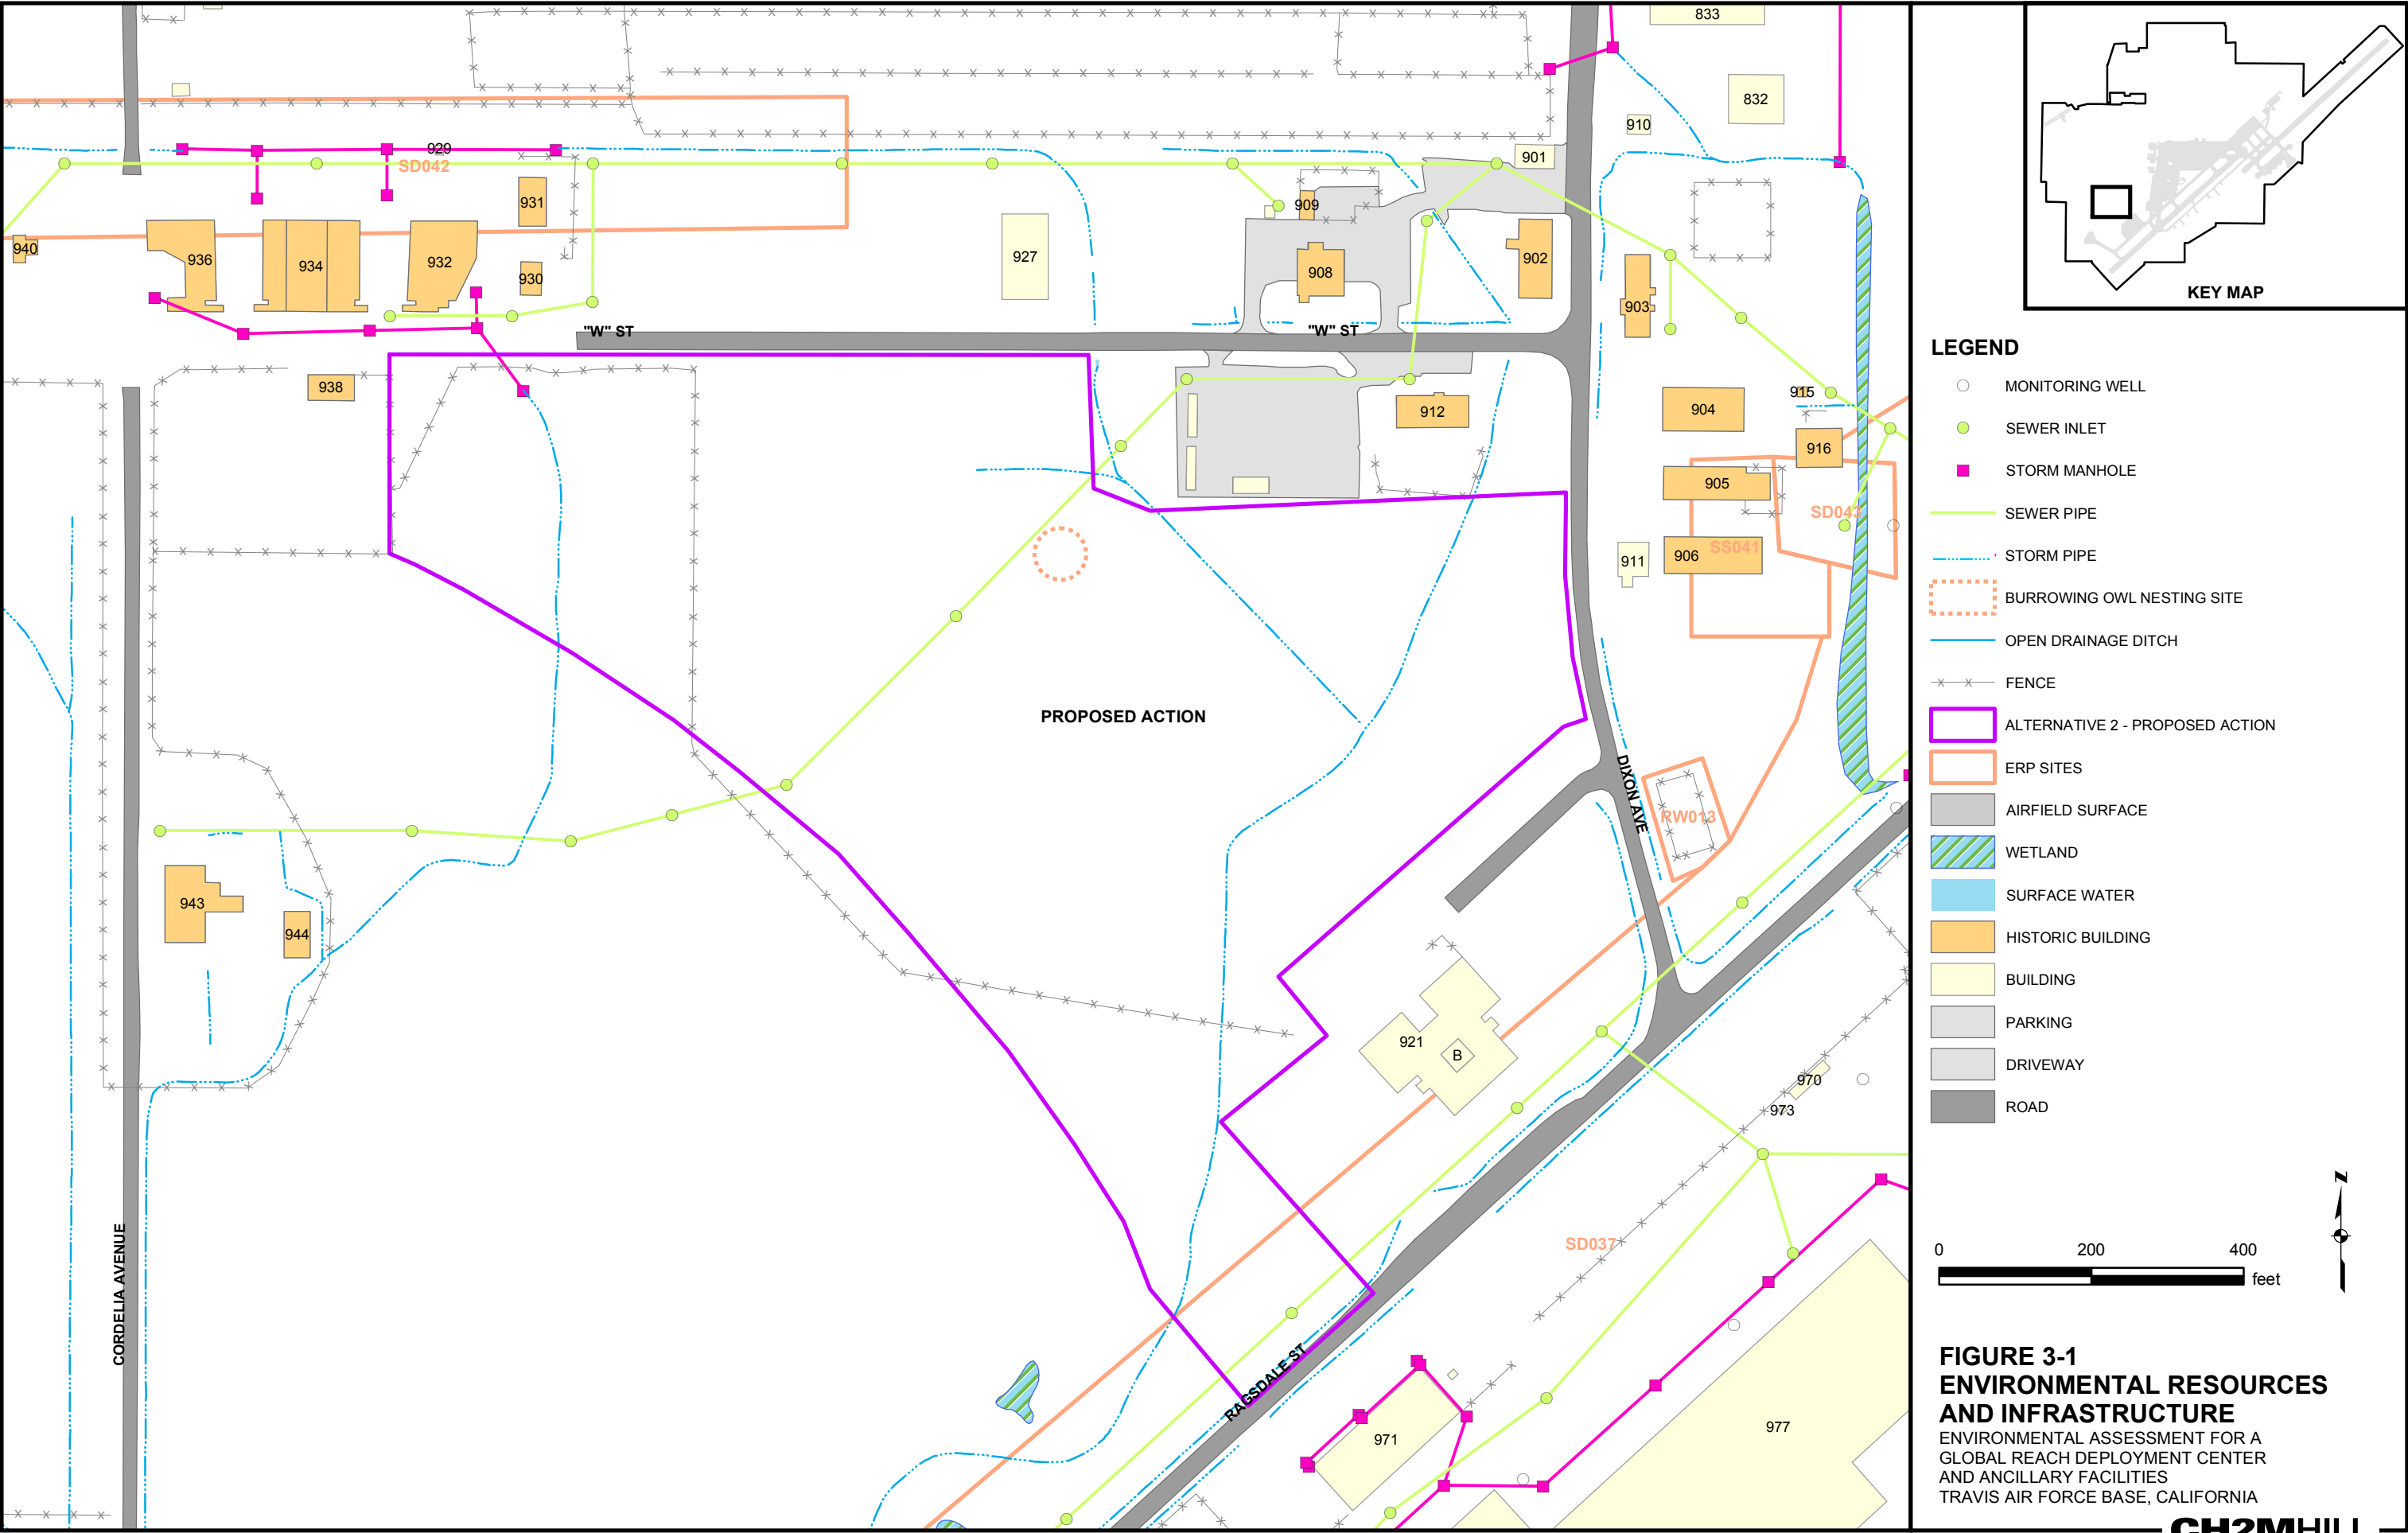 833
832
910
901
929
SD042
931
909
940
936
934
932
930
927
908
902
903
"W" ST
"W" ST
938
912
904
915
916
905
SD043
SS041
906
911
PROPOSED ACTION
DIXON AVE
RW013
943
944
921
B
970
973
SD037
CORDELIA AVENUE
RAGSDALE ST
971
977
KEY MAP
LEGEND
MONITORING WELL
SEWER INLET
STORM MANHOLE
SEWER PIPE
STORM PIPE
BURROWING OWL NESTING SITE
OPEN DRAINAGE DITCH
FENCE
ALTERNATIVE 2 - PROPOSED ACTION
ERP SITES
AIRFIELD SURFACE
WETLAND
SURFACE WATER
HISTORIC BUILDING
BUILDING
PARKING
DRIVEWAY
ROAD
N
0 200 400
feet
FIGURE 3-1
ENVIRONMENTAL RESOURCES
AND INFRASTRUCTURE
ENVIRONMENTAL ASSESSMENT FOR A
GLOBAL REACH DEPLOYMENT CENTER
AND ANCILLARY FACILITIES
TRAVIS AIR FORCE BASE, CALIFORNIA
CH2MHILL